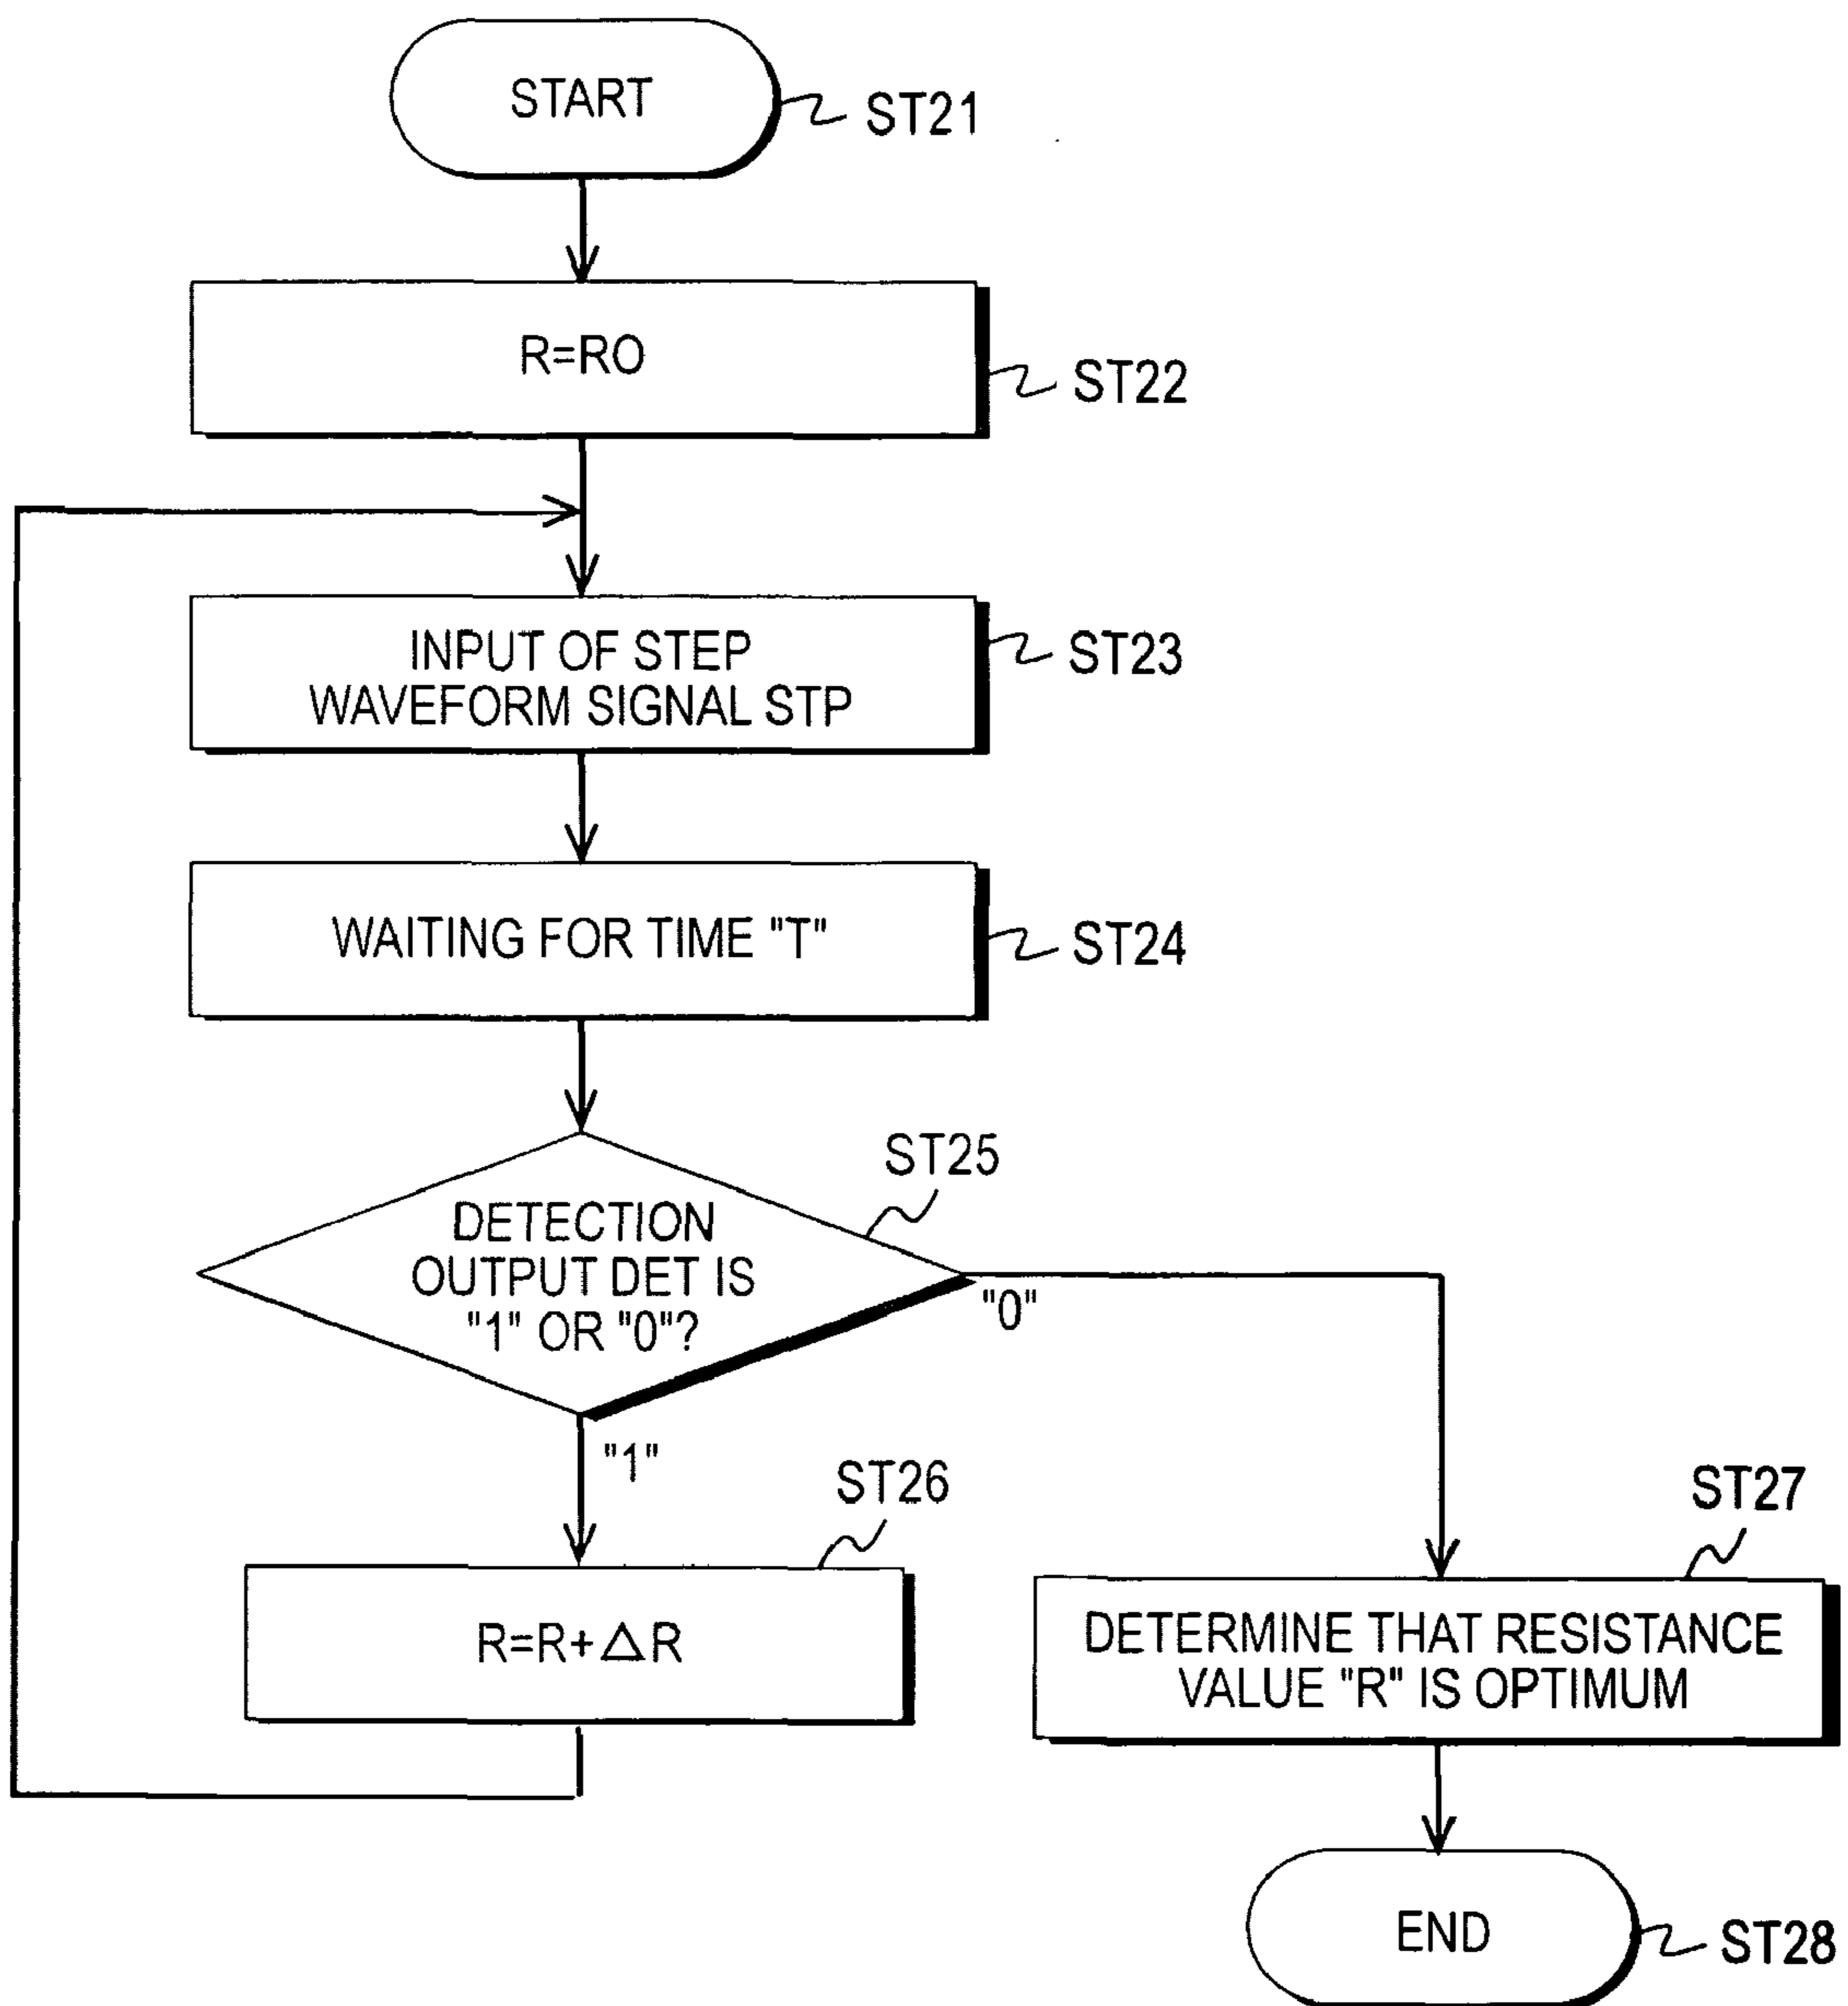 START
ST21
R=RO
ST22
INPUT OF STEP
WAVEFORM SIGNAL STP
ST23
WAITING FOR TIME "T"
ST24
ST25
DETECTION
OUTPUT DET IS
"1" OR "0"?
"0"
"1"
ST26
R=R+△R
ST27
DETERMINE THAT RESISTANCE
VALUE "R" IS OPTIMUM
END
ST28